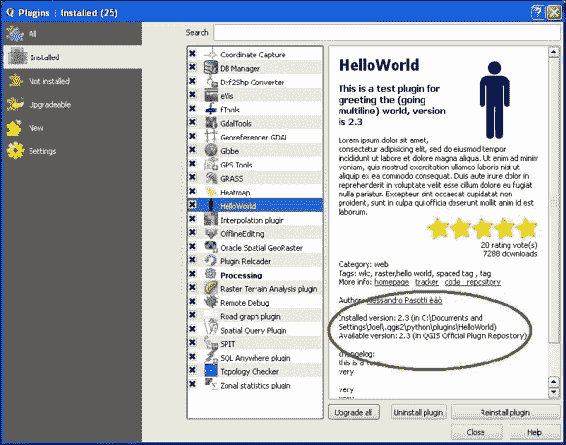 Plugins | Installed (25)
All
Installed
Not installed
Upgradeable
New
Settings
Search
Coordinate Capture
DB Manager
Dxf2Shp Converter
eVis
fTools
GdalTools
Georeferencer GDAL
Globe
GPS Tools
GRASS
Heatmap
HelloWorld
Interpolation plugin
OfflineEditing
Oracle Spatial GeoRaster
Plugin Reloader
Processing
Raster Terrain Analysis plugin
Remote Debug
Road graph plugin
Spatial Query Plugin
SPIT
SQL Anywhere plugin
Topology Checker
Zonal statistics plugin
HelloWorld
This is a test plugin for
greeting the (going
multiline) world, version
is 2.3
Lorem ipsum dolor sit amet,
consectetur adipisicing elit, sed do eiusmod tempor
incididunt ut labore et dolore magna aliqua. Ut enim ad minim
veniam, quis nostrud exercitation ullamco laboris nisi ut
aliquip ex ea commodo consequat. Duis aute irure dolor in
reprehenderit in voluptate velit esse cillum dolore eu fugiat
nulla pariatur. Excepteur sint occaecat cupidatat non
proident, sunt in culpa qui officia deserunt mollit anim id est
laborum.
20 rating vote(s)
7288 downloads
Category: web
Tags: wkt, raster,hello world, spaced tag , tag
More info: homepage tracker code_repository
Author: Alessandro Pasotti èàò
Installed version: 2.3 (in C:\Documents and
Settings\Joel\.qgis2\python\plugins\HelloWorld)
Available version: 2.3 (in QGIS Official Plugin Repository)
changelog:
this is a
very
very
Upgrade all
Uninstall plugin
Reinstall plugin
Close
Help